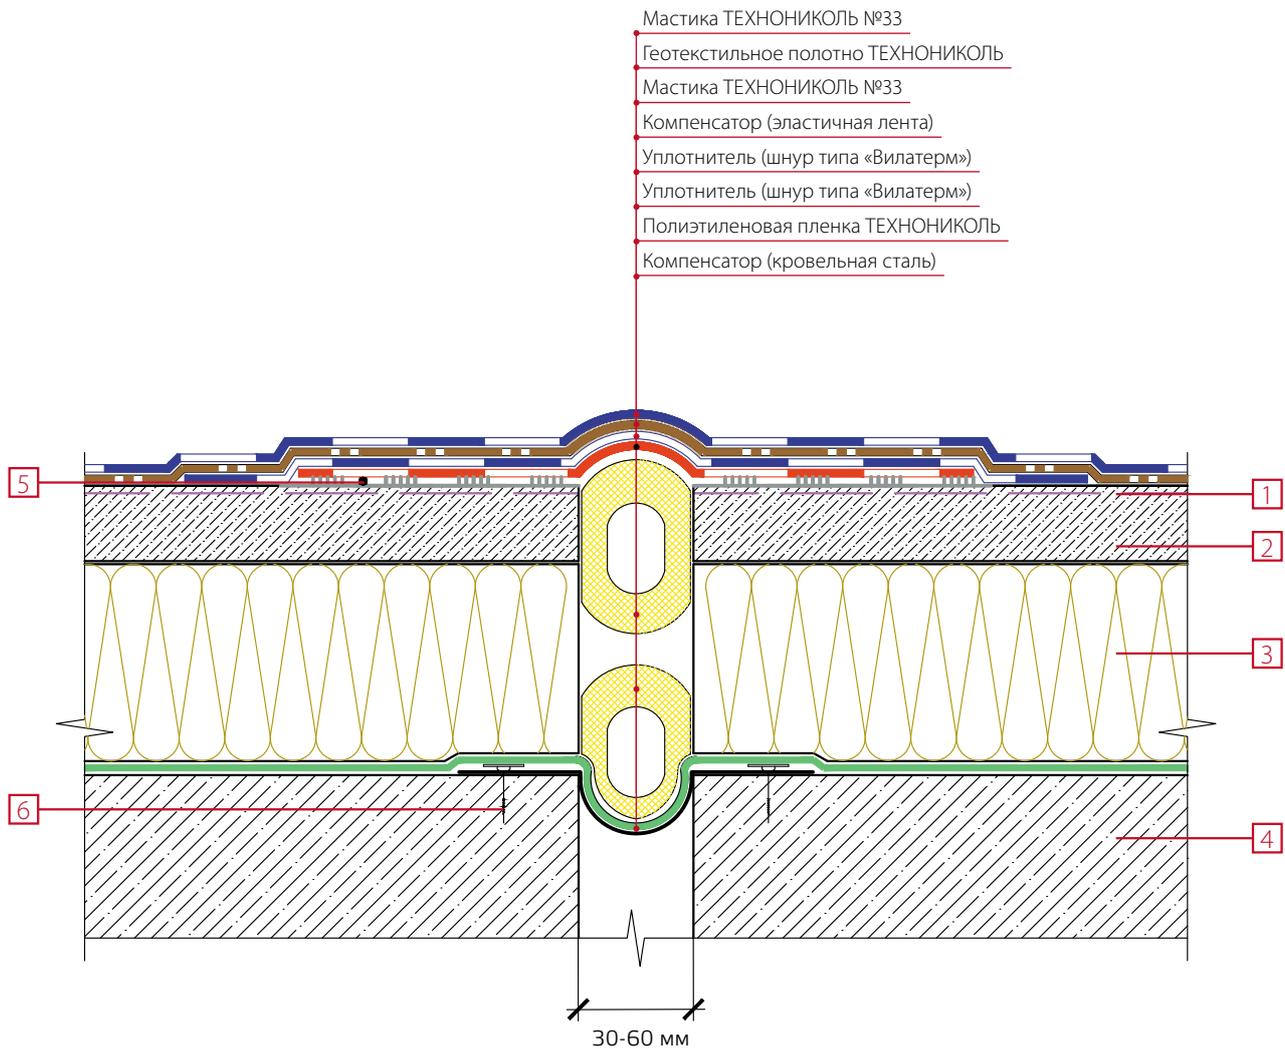 Мастика ТЕХНОНИКОЛЬ №33
Геотекстильное полотно ТЕХНОНИКОЛЬ
Мастика ТЕХНОНИКОЛЬ №33
Компенсатор (эластичная лента)
Уплотнитель (шнур типа «Вилатерм»)
Уплотнитель (шнур типа «Вилатерм»)
Полиэтиленовая пленка ТЕХНОНИКОЛЬ
Компенсатор (кровельная сталь)
5
1
2
3
6
4
30-60 мм